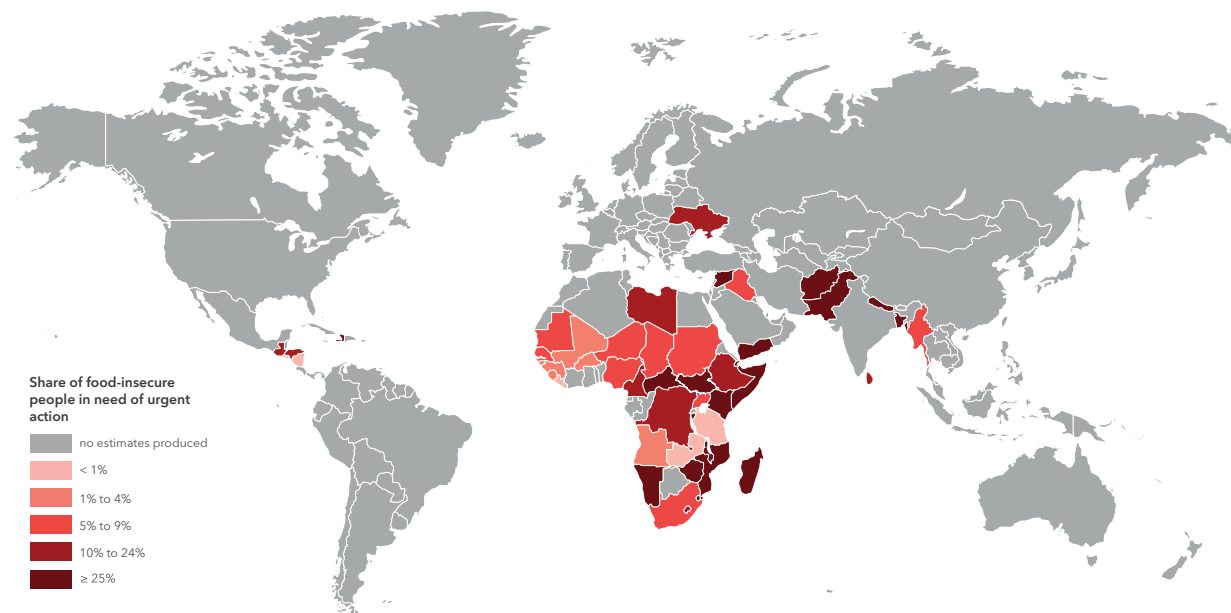 Share of food-insecure
people in need of urgent
action
no estimates produced
< 1%
1% to 4%
5% to 9%
10% to 24%
≥ 25%